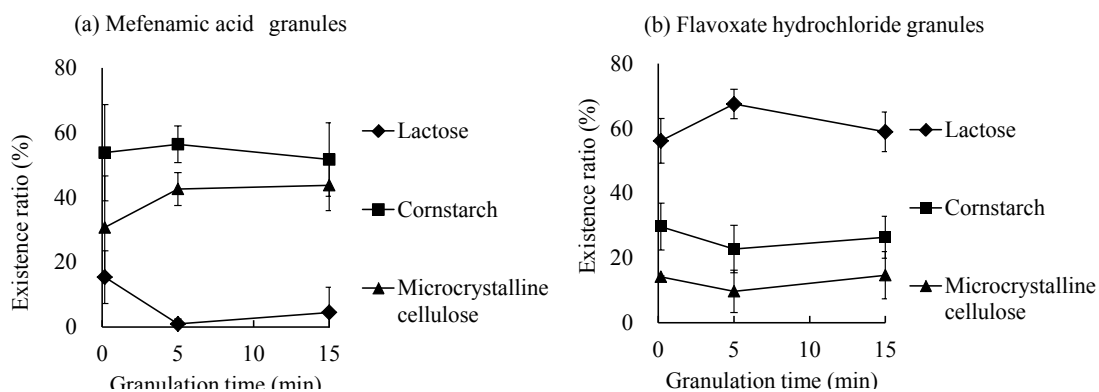 (a) Mefenamic acid granules
80
60
40
20
0
Existence ratio (%)
0 5 10 15
Granulation time (min)
Lactose
Cornstarch
Microcrystalline
cellulose
(b) Flavoxate hydrochloride granules
80
60
40
20
0
Existence ratio (%)
0 5 10 15
Granulation time (min)
Lactose
Cornstarch
Microcrystalline
cellulose